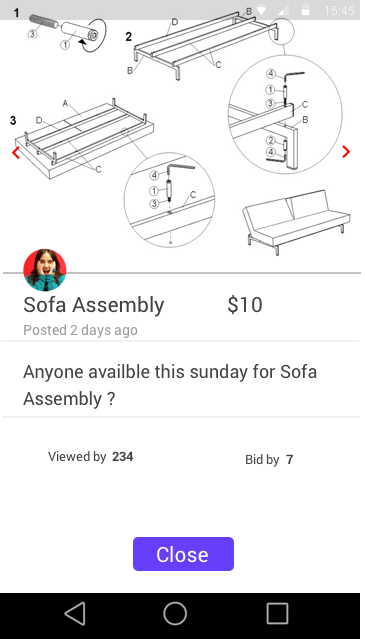 15:45
1
3
1
2
D
B
C
B
4
1
3
C
B
2
4
3
A
D
C
4
1
3
C
Sofa Assembly $10
Posted 2 days ago
Anyone availble this sunday for Sofa
Assembly ?
Viewed by 234
Bid by 7
Close